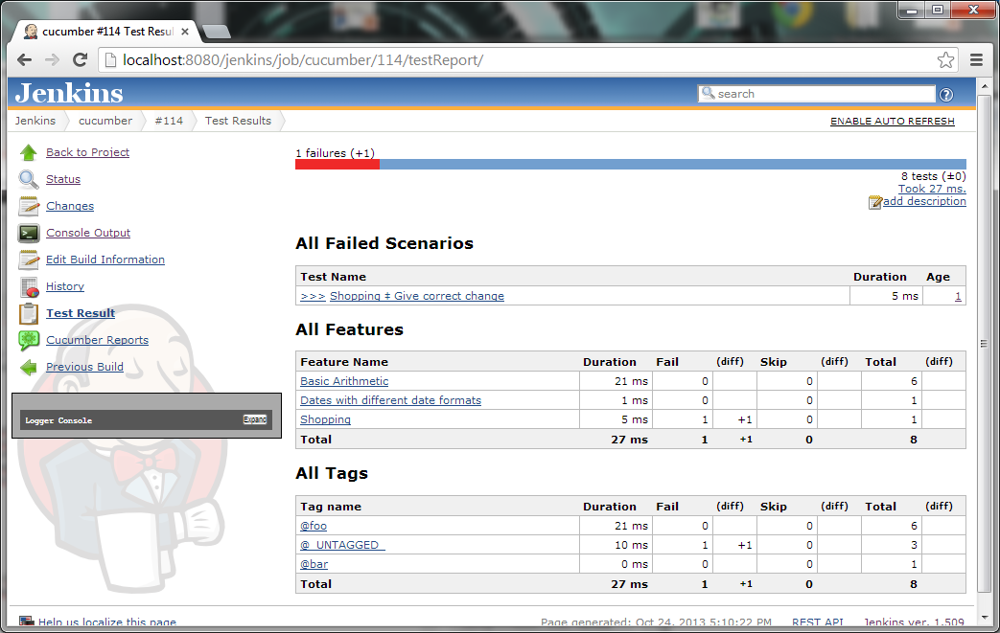 cucumber #114 Test Resul
localhost:8080/jenkins/job/cucumber/114/testReport/
Jenkins
search
Jenkins cucumber #114 Test Results
ENABLE AUTO REFRESH
Back to Project
Status
Changes
Console Output
Edit Build Information
History
Test Result
Cucumber Reports
Previous Build
Logger Console Expand
1 failures (+1)
8 tests (±0)
Took 27 ms.
add description
All Failed Scenarios
Test Name Duration Age
>>> Shopping ‡ Give correct change 5 ms 1
All Features
Feature Name Duration Fail (diff) Skip (diff) Total (diff)
Basic Arithmetic 21 ms 0 0 6
Dates with different date formats 1 ms 0 0 1
Shopping 5 ms 1 +1 0 1
Total 27 ms 1 +1 0 8
All Tags
Tag name Duration Fail (diff) Skip (diff) Total (diff)
@foo 21 ms 0 0 6
@_UNTAGGED_ 10 ms 1 +1 0 3
@bar 0 ms 0 0 1
Total 27 ms 1 +1 0 8
Help us localize this page
Page generated: Oct 24, 2013 5:10:22 PM REST API Jenkins ver. 1.509